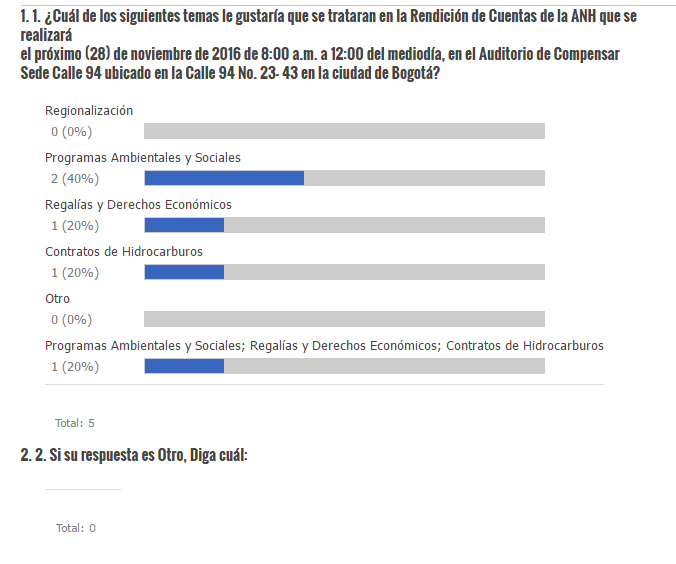 1. 1. ¿Cuál de los siguientes temas le gustaría que se trataran en la Rendición de Cuentas de la ANH que se
realizará
el próximo (28) de noviembre de 2016 de 8:00 a.m. a 12:00 del mediodía, en el Auditorio de Compensar
Sede Calle 94 ubicado en la Calle 94 No. 23- 43 en la ciudad de Bogotá?
Regionalización
0 (0%)
Programas Ambientales y Sociales
2 (40%)
Regalías y Derechos Económicos
1 (20%)
Contratos de Hidrocarburos
1 (20%)
Otro
0 (0%)
Programas Ambientales y Sociales; Regalías y Derechos Económicos; Contratos de Hidrocarburos
1 (20%)
Total: 5
2. 2. Si su respuesta es Otro, Diga cuál:
Total: 0